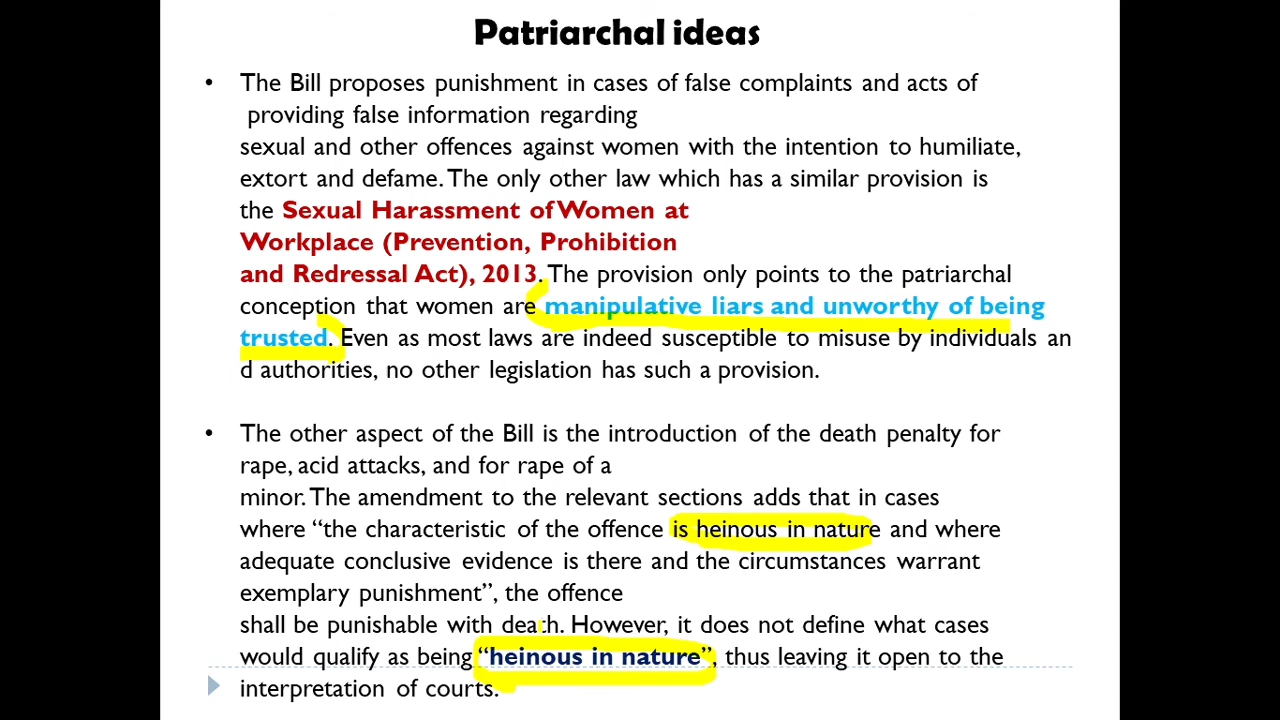 Patriarchal ideas
• The Bill proposes punishment in cases of false complaints and acts of
providing false information regarding
sexual and other offences against women with the intention to humiliate,
extort and defame. The only other law which has a similar provision is
the Sexual Harassment of Women at
Workplace (Prevention, Prohibition
and Redressal Act), 2013. The provision only points to the patriarchal
conception that women are manipulative liars and unworthy of being
trusted. Even as most laws are indeed susceptible to misuse by individuals an
d authorities, no other legislation has such a provision.
• The other aspect of the Bill is the introduction of the death penalty for
rape, acid attacks, and for rape of a
minor. The amendment to the relevant sections adds that in cases
where “the characteristic of the offence is heinous in nature and where
adequate conclusive evidence is there and the circumstances warrant
exemplary punishment”, the offence
shall be punishable with death. However, it does not define what cases
would qualify as being “heinous in nature”, thus leaving it open to the
interpretation of courts.